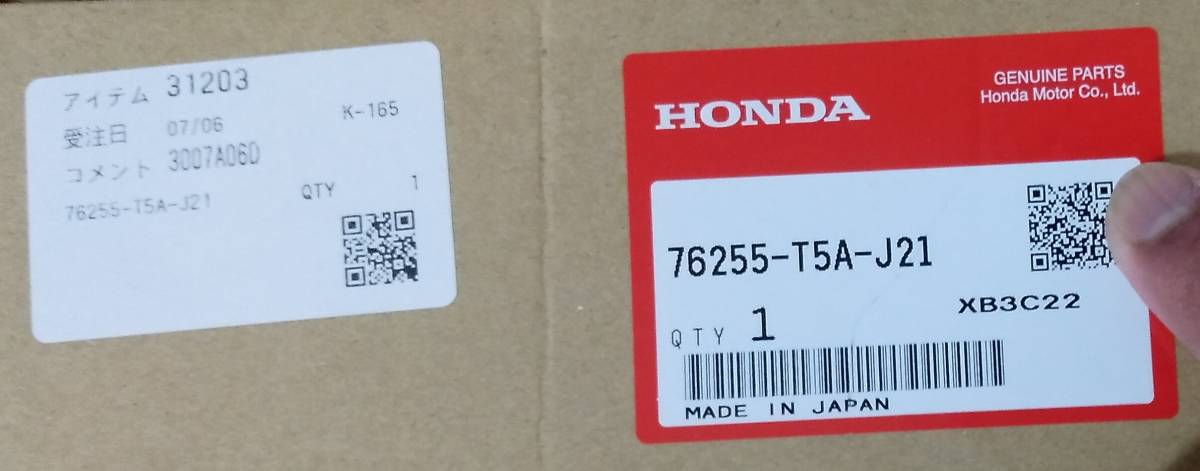 アイテム 31203
受注日 07/06 K-165
コメント 3007A06D
76255-T5A-J21 QTY 1
GENUINE PARTS
Honda Motor Co., Ltd.
HONDA
76255-T5A-J21
XB3C22
QTY 1
MADE IN JAPAN